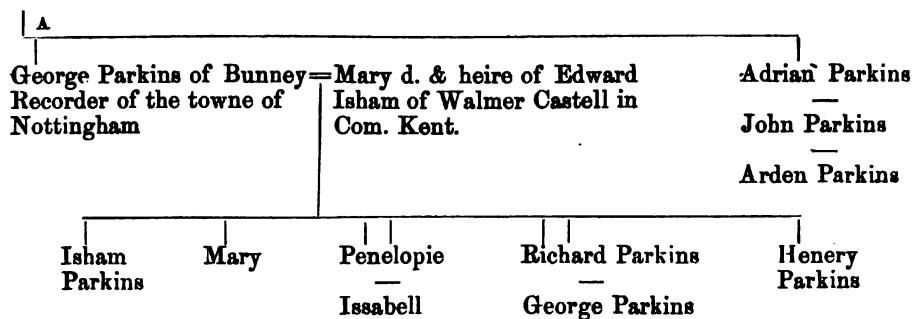 A
George Parkins of Bunney=Mary d. & heire of Edward
Recorder of the towne of Isham of Walmer Castell in
Nottingham Com. Kent.
Adrian Parkins
John Parkins
Arden Parkins
Isham
Parkins
Mary
Penelopie
Issabell
Richard Parkins
George Parkins
Henery
Parkins